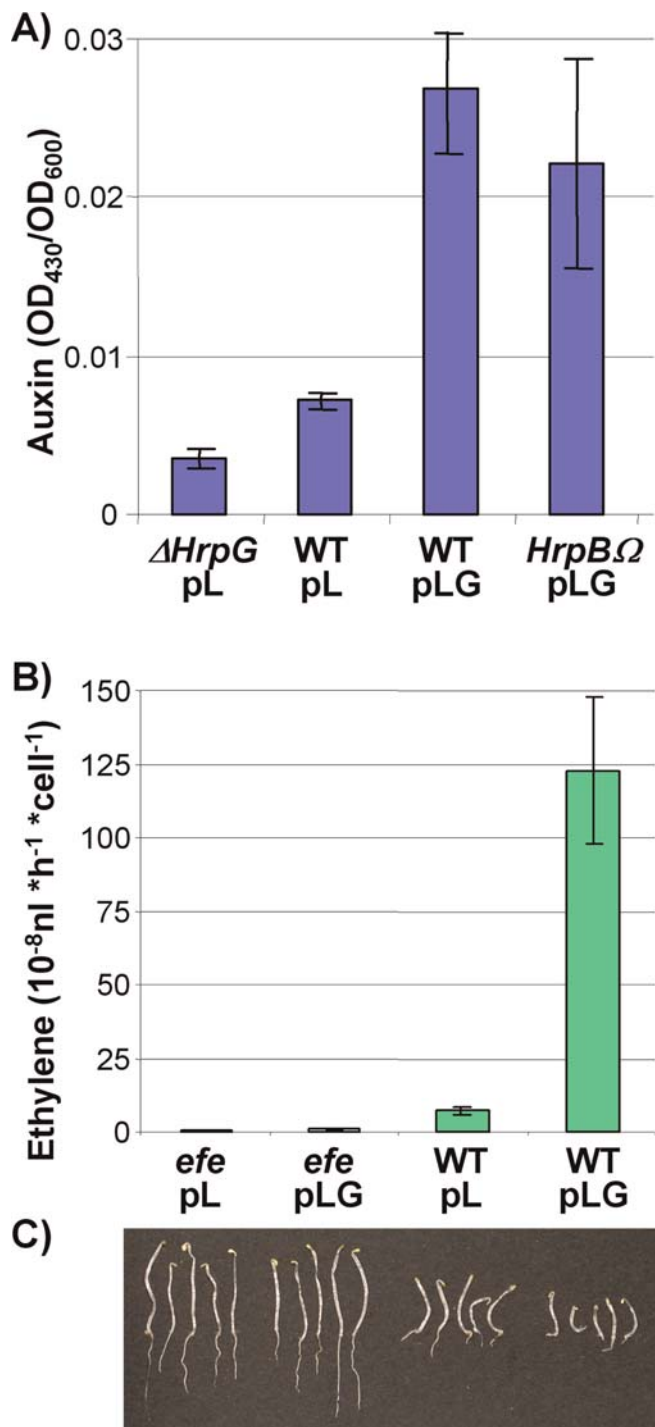 A)
Auxin (OD430/OD600)
0.03
0.02
0.01
0
ΔHrpG
pL
WT
pL
WT
pLG
HrpBΩ
pLG
B)
Ethylene (10-8nl *h-1 *cell-1)
150
125
100
75
50
25
0
efe
pL
efe
pLG
WT
pL
WT
pLG
C)